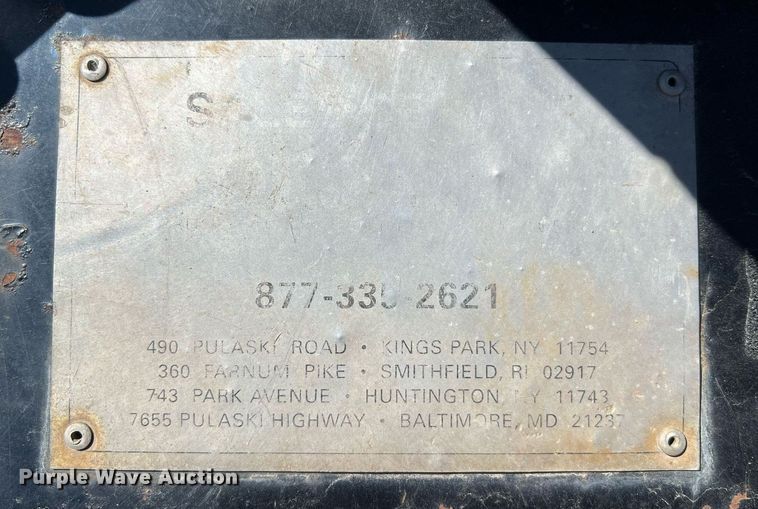 877-335-2621
490 PULASKI ROAD • KINGS PARK, NY 11754
360 FARNUM PIKE • SMITHFIELD, RI 02917
743 PARK AVENUE • HUNTINGTON, NY 11743
7655 PULASKI HIGHWAY • BALTIMORE, MD 21237
Purple Wave Auction®